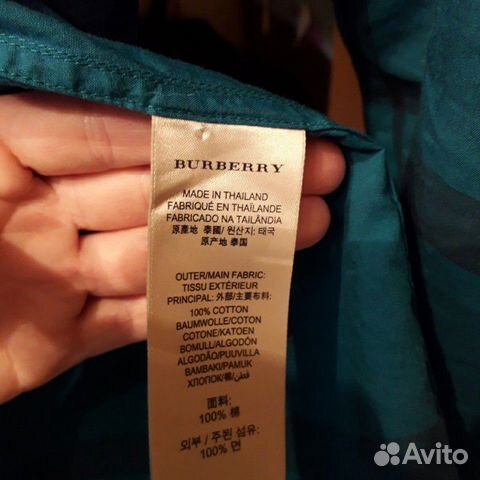 BURBERRY
MADE IN THAILAND
FABRIQUÉ EN THAÏLANDE
FABRICADO NA TAILÂNDIA
原產地 泰國/ 원산지: 태국
原产地 泰国
OUTER/MAIN FABRIC:
TISSU EXTÉRIEUR
PRINCIPAL: 外部/主要布料:
100% COTTON
BAUMWOLLE/COTON
COTONE/KATOEN
BOMULL/ALGODÓN
ALGODÃO/PUUVILLA
BAMBAKI/PAMUK
ХЛОПОК/棉/قطن
面料:
100% 棉
외부 / 주된 섬유:
100% 면
Avito